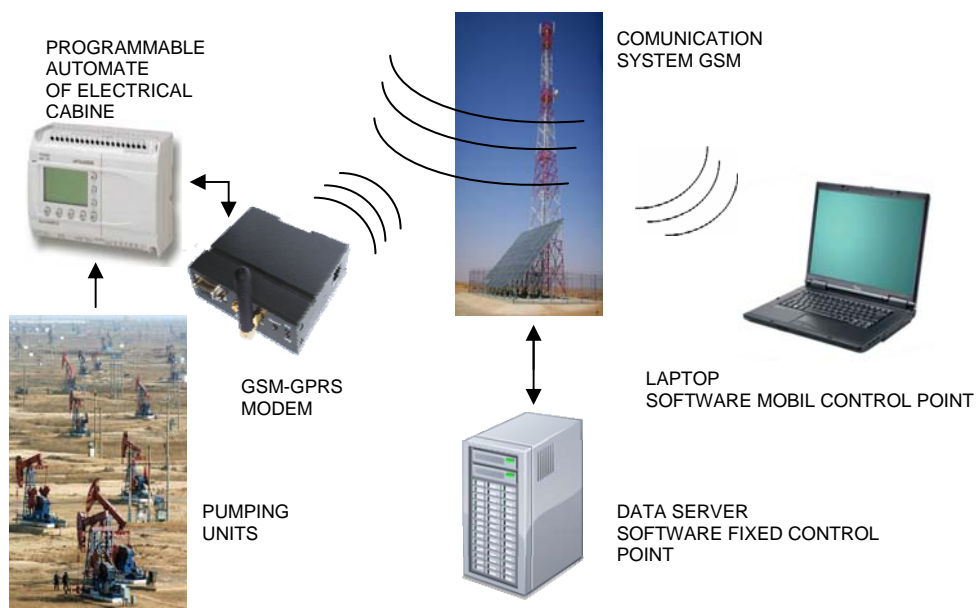 PROGRAMMABLE
AUTOMATE
OF ELECTRICAL
CABINE
COMUNICATION
SYSTEM GSM
GSM-GPRS
MODEM
LAPTOP
SOFTWARE MOBIL CONTROL POINT
PUMPING
UNITS
DATA SERVER
SOFTWARE FIXED CONTROL
POINT